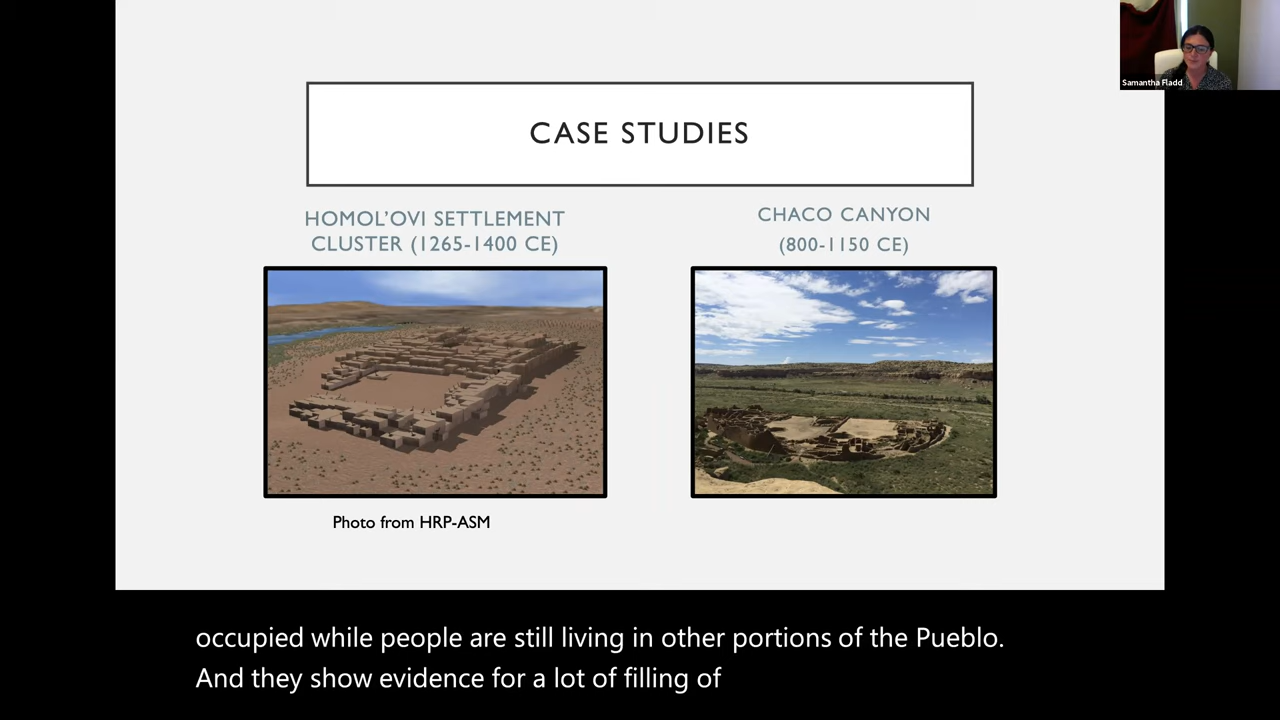 Samantha Fladd
CASE STUDIES
HOMOL’OVI SETTLEMENT
CLUSTER (1265-1400 CE)
CHACO CANYON
(800-1150 CE)
Photo from HRP-ASM
occupied while people are still living in other portions of the Pueblo.
And they show evidence for a lot of filling of